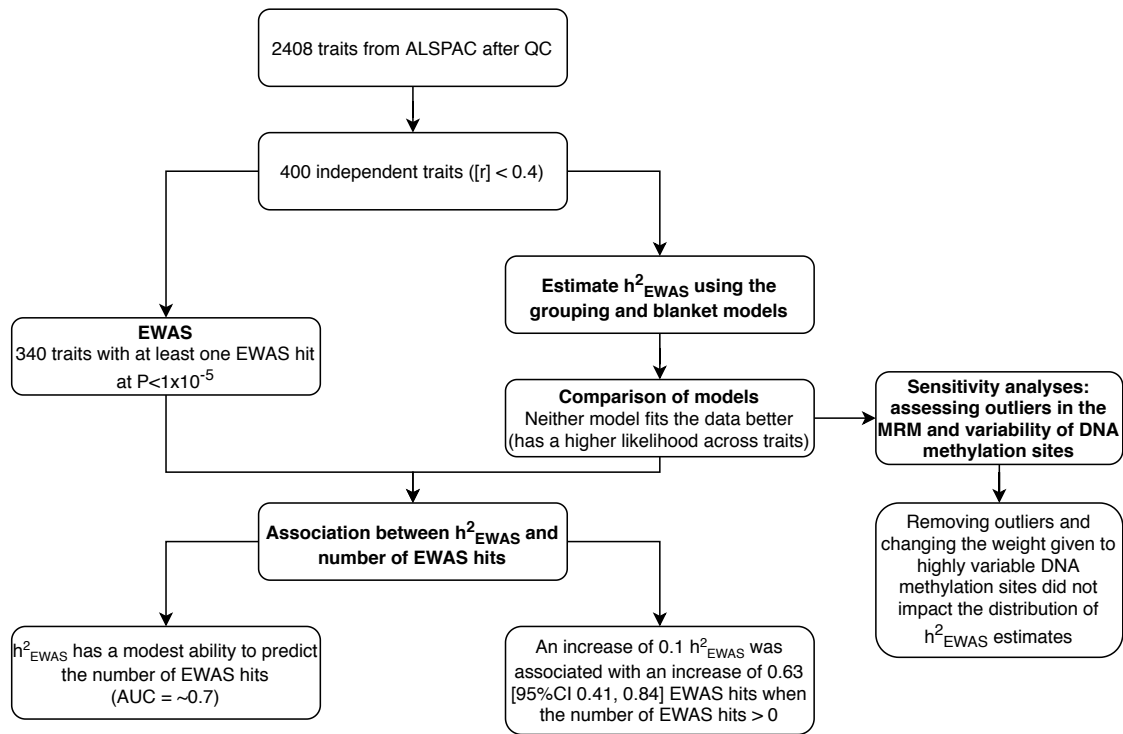 2408 traits from ALSPAC after QC
400 independent traits ([r] < 0.4)
Estimate h²EWAS using the
grouping and blanket models
EWAS
340 traits with at least one EWAS hit
at P<1x10⁻⁵
Comparison of models
Neither model fits the data better
(has a higher likelihood across traits)
Sensitivity analyses:
assessing outliers in the
MRM and variability of DNA
methylation sites
Association between h²EWAS and
number of EWAS hits
Removing outliers and
changing the weight given to
highly variable DNA
methylation sites did not
impact the distribution of
h²EWAS estimates
h²EWAS has a modest ability to predict
the number of EWAS hits
(AUC = ~0.7)
An increase of 0.1 h²EWAS was
associated with an increase of 0.63
[95%CI 0.41, 0.84] EWAS hits when
the number of EWAS hits > 0